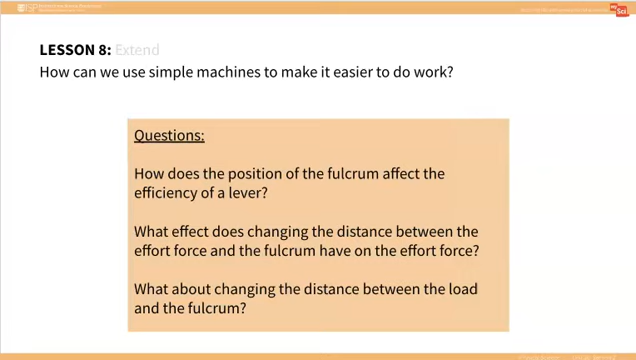 my
Sci
LESSON 8: Extend
How can we use simple machines to make it easier to do work?
Questions:
How does the position of the fulcrum affect the
efficiency of a lever?
What effect does changing the distance between the
effort force and the fulcrum have on the effort force?
What about changing the distance between the load
and the fulcrum?